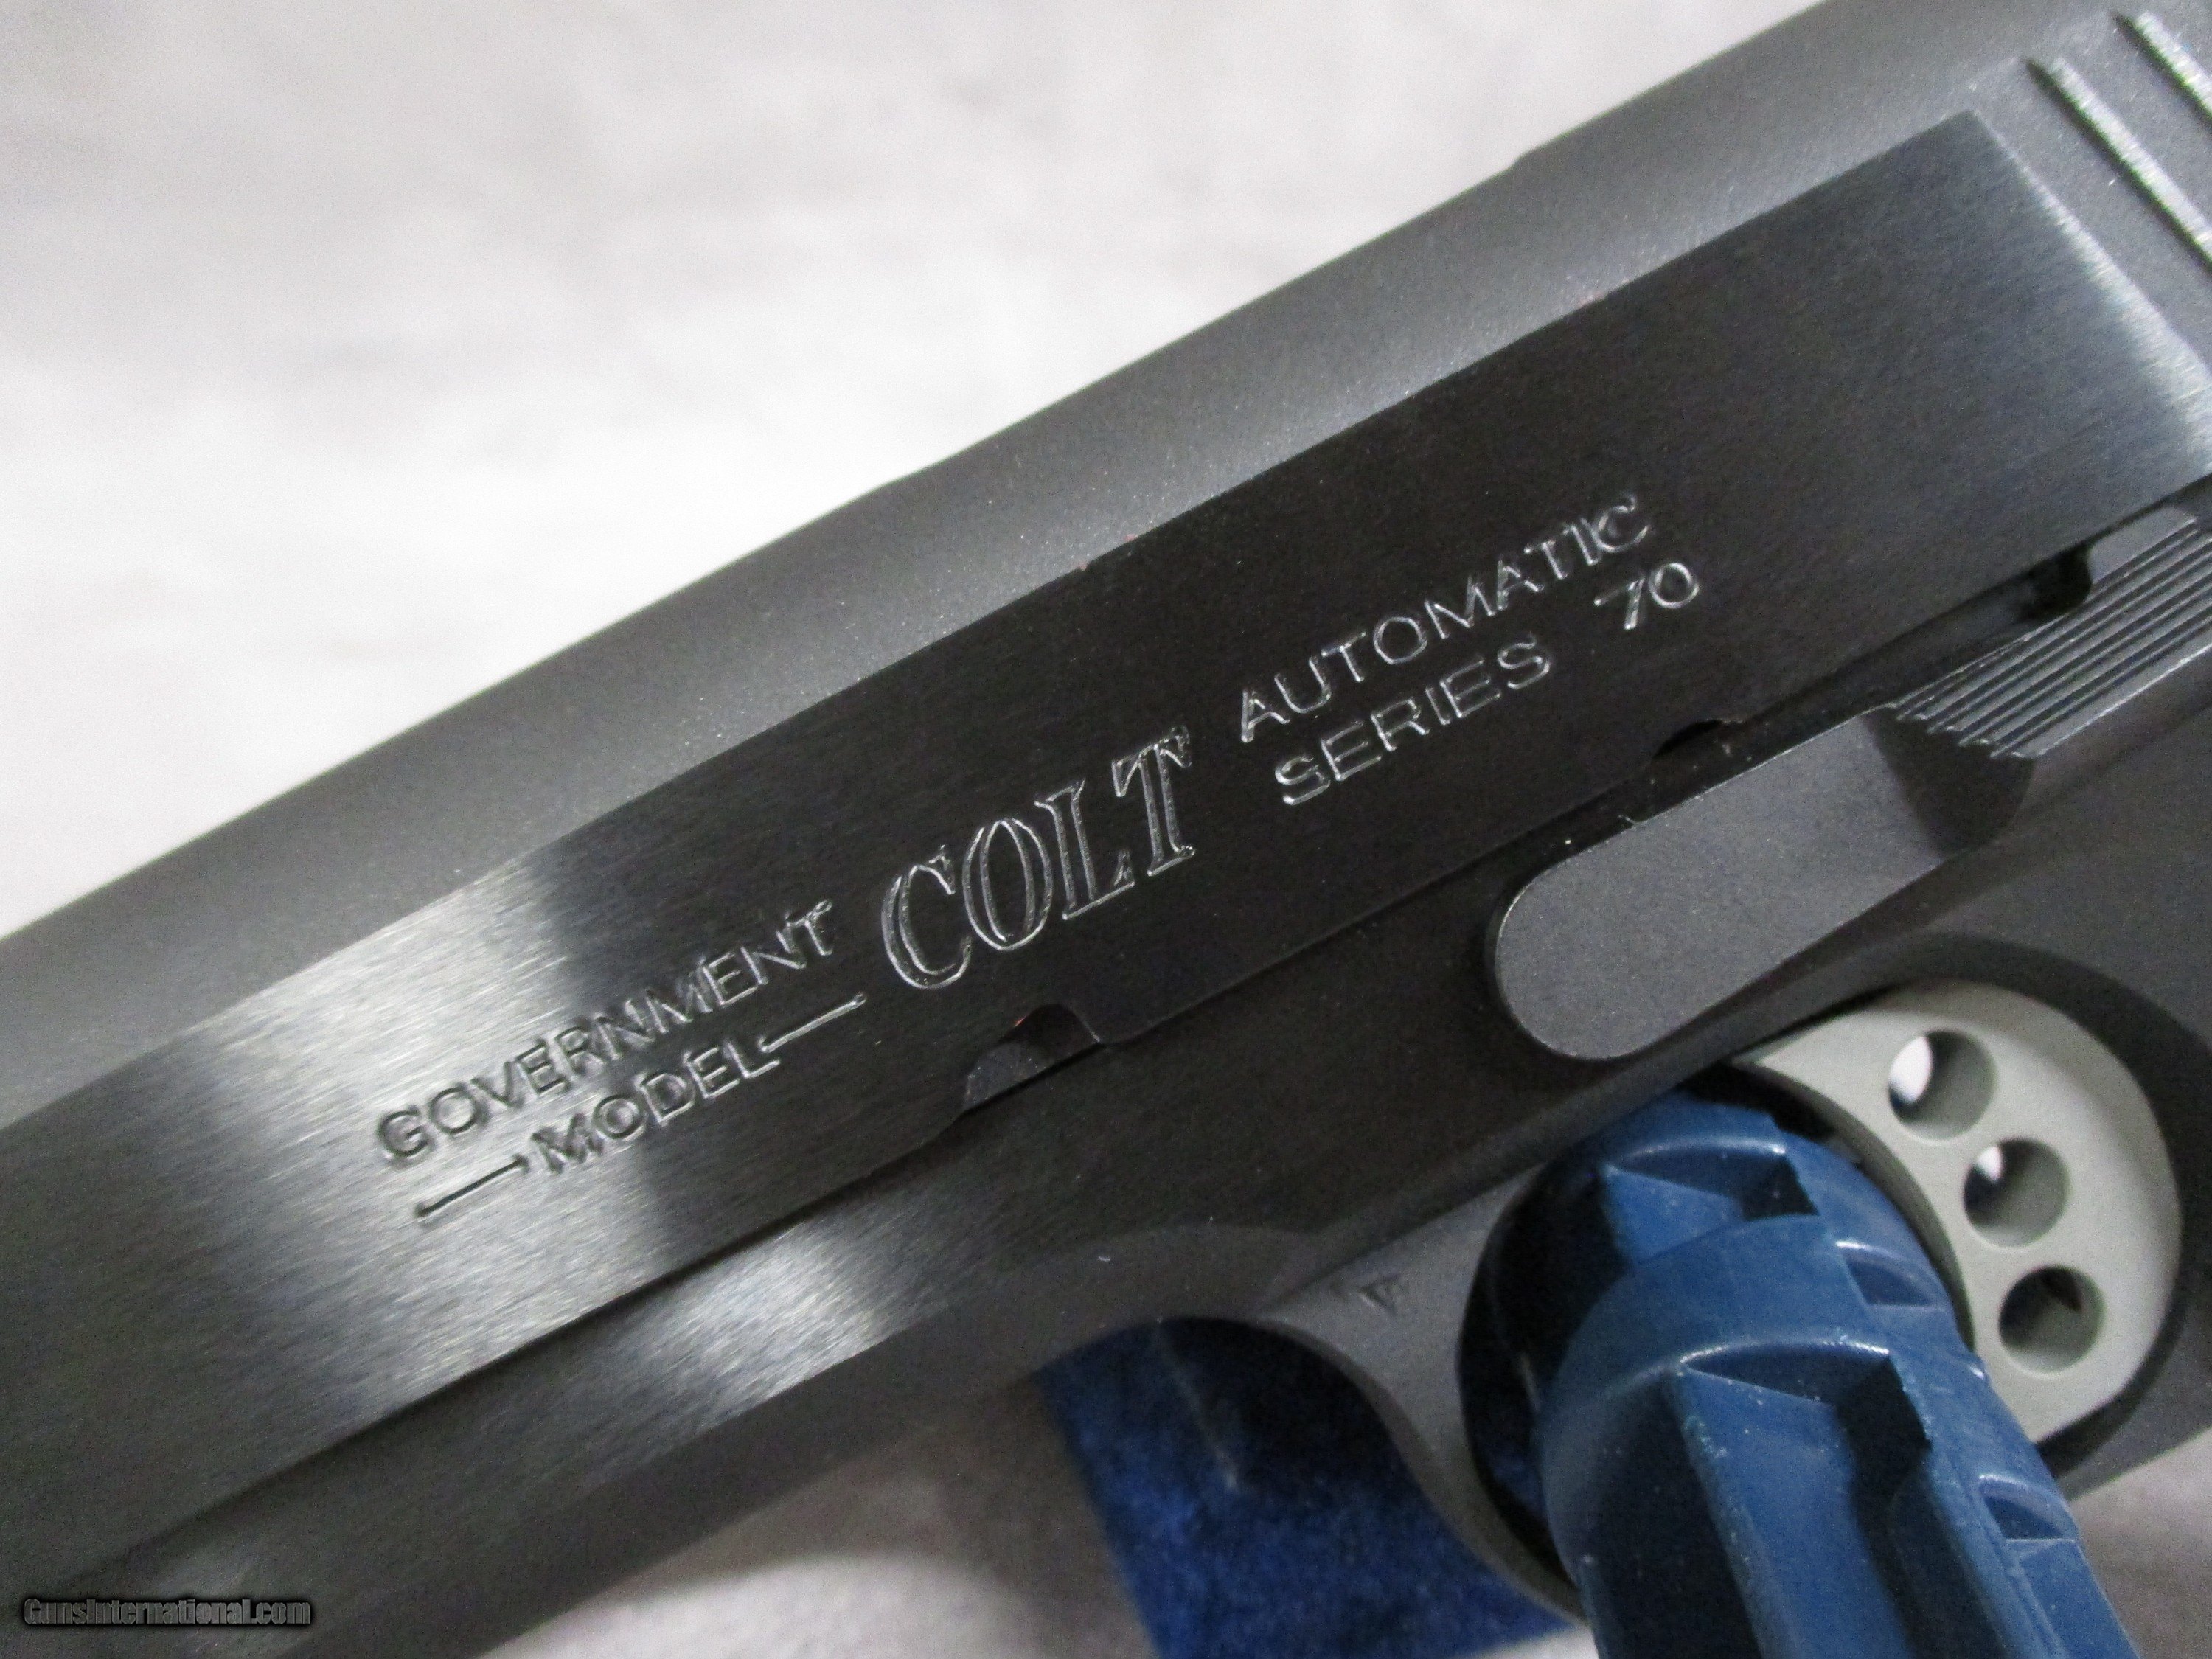 GOVERNMENT
MODEL
COLT
AUTOMATIC
SERIES 70
GunsInternational.com